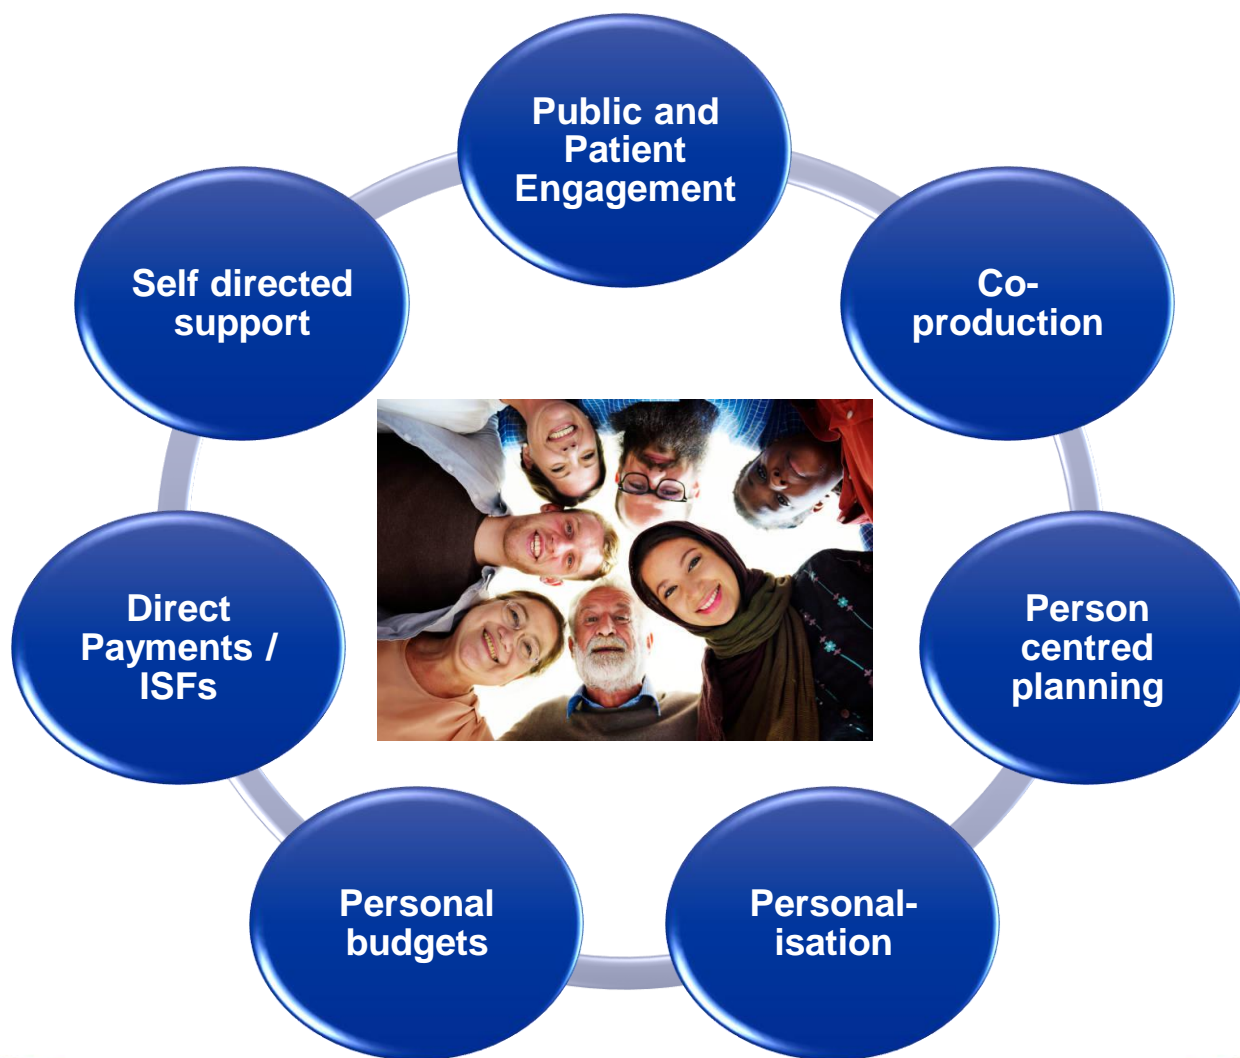 Public and
Patient
Engagement
Co-
production
Person
centred
planning
Personal-
isation
Personal
budgets
Direct
Payments /
ISFs
Self directed
support